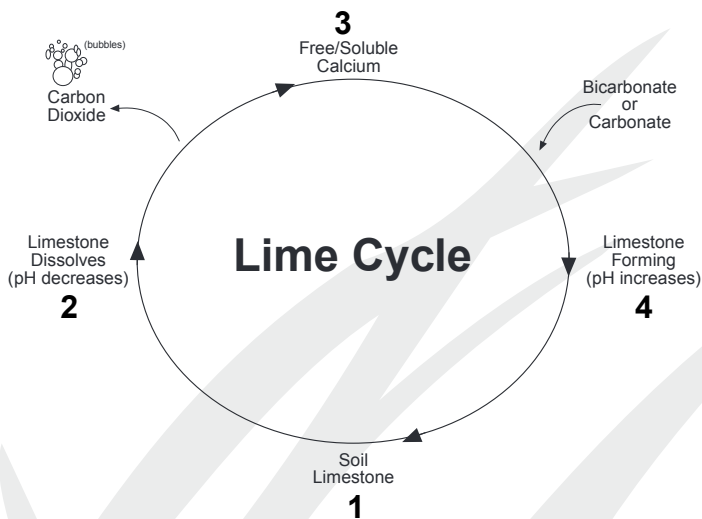 3
Free/Soluble
Calcium
(bubbles)
Carbon
Dioxide
Bicarbonate
or
Carbonate
Lime Cycle
Limestone
Dissolves
(pH decreases)
2
Limestone
Forming
(pH increases)
4
Soil
Limestone
1